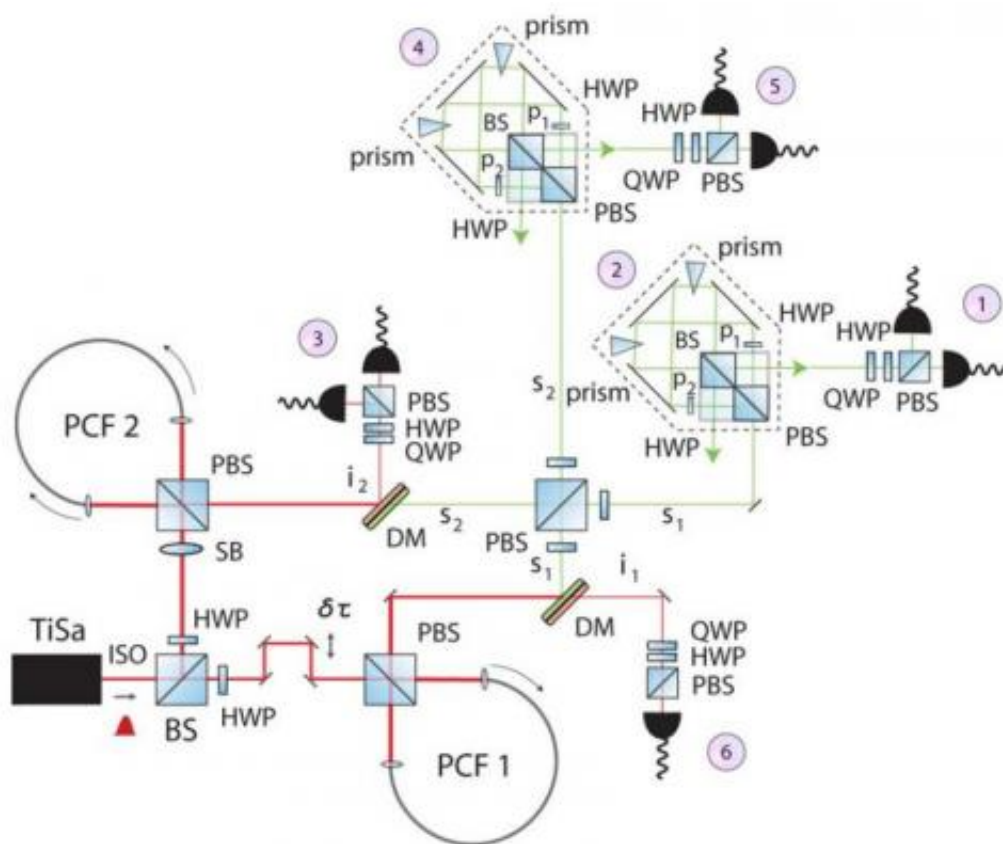 4
prism
HWP
5
HWP
p1
BS
prism
p2
QWP
PBS
HWP
PBS
2
prism
1
HWP
HWP
p1
BS
3
s2
prism
p2
QWP
PBS
PBS
HWP
QWP
HWP
PBS
PCF 2
PBS
i2
s2
s1
DM
PBS
SB
s1
i1
HWP
δτ
PBS
DM
TiSa
ISO
QWP
HWP
PBS
HWP
BS
PCF 1
6